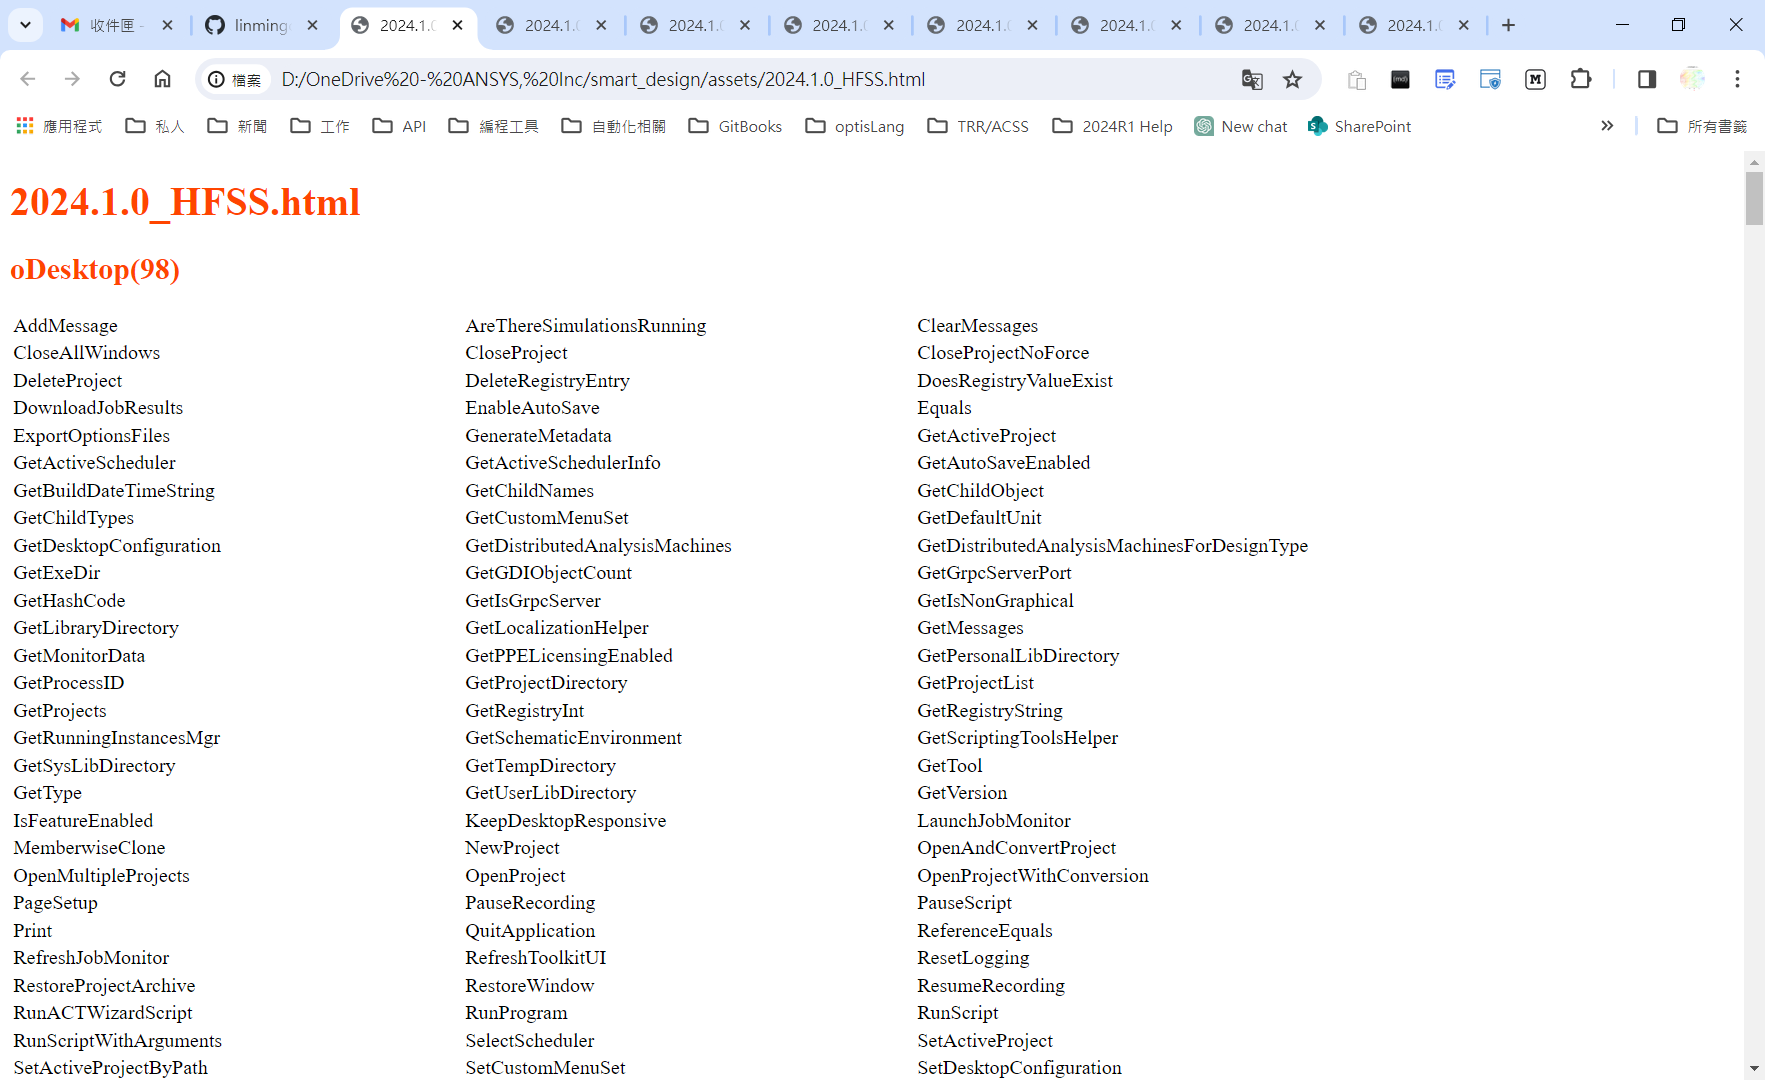 收件匣 -
linming
2024.1.0
2024.1.0
2024.1.0
2024.1.0
2024.1.0
2024.1.0
2024.1.0
2024.1.0
檔案
D:/OneDrive%20-%20ANSYS,%20Inc/smart_design/assets/2024.1.0_HFSS.html
應用程式 私人 新聞 工作 API 編程工具 自動化相關 GitBooks optisLang TRR/ACSS 2024R1 Help New chat SharePoint 所有書籤
2024.1.0_HFSS.html
oDesktop(98)
AddMessage AreThereSimulationsRunning ClearMessages
CloseAllWindows CloseProject CloseProjectNoForce
DeleteProject DeleteRegistryEntry DoesRegistryValueExist
DownloadJobResults EnableAutoSave Equals
ExportOptionsFiles GenerateMetadata GetActiveProject
GetActiveScheduler GetActiveSchedulerInfo GetAutoSaveEnabled
GetBuildDateTimeString GetChildNames GetChildObject
GetChildTypes GetCustomMenuSet GetDefaultUnit
GetDesktopConfiguration GetDistributedAnalysisMachines GetDistributedAnalysisMachinesForDesignType
GetExeDir GetGDIObjectCount GetGrpcServerPort
GetHashCode GetIsGrpcServer GetIsNonGraphical
GetLibraryDirectory GetLocalizationHelper GetMessages
GetMonitorData GetPPELicensingEnabled GetPersonalLibDirectory
GetProcessID GetProjectDirectory GetProjectList
GetProjects GetRegistryInt GetRegistryString
GetRunningInstancesMgr GetSchematicEnvironment GetScriptingToolsHelper
GetSysLibDirectory GetTempDirectory GetTool
GetType GetUserLibDirectory GetVersion
IsFeatureEnabled KeepDesktopResponsive LaunchJobMonitor
MemberwiseClone NewProject OpenAndConvertProject
OpenMultipleProjects OpenProject OpenProjectWithConversion
PageSetup PauseRecording PauseScript
Print QuitApplication ReferenceEquals
RefreshJobMonitor RefreshToolkitUI ResetLogging
RestoreProjectArchive RestoreWindow ResumeRecording
RunACTWizardScript RunProgram RunScript
RunScriptWithArguments SelectScheduler SetActiveProject
SetActiveProjectByPath SetCustomMenuSet SetDesktopConfiguration